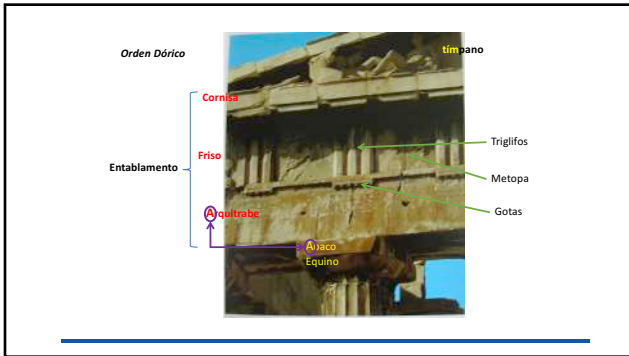 Orden Dórico
tímpano
Cornisa
Friso
Triglifos
Entablamento
Metopa
Arquitrabe
Gotas
Ábaco
Equino